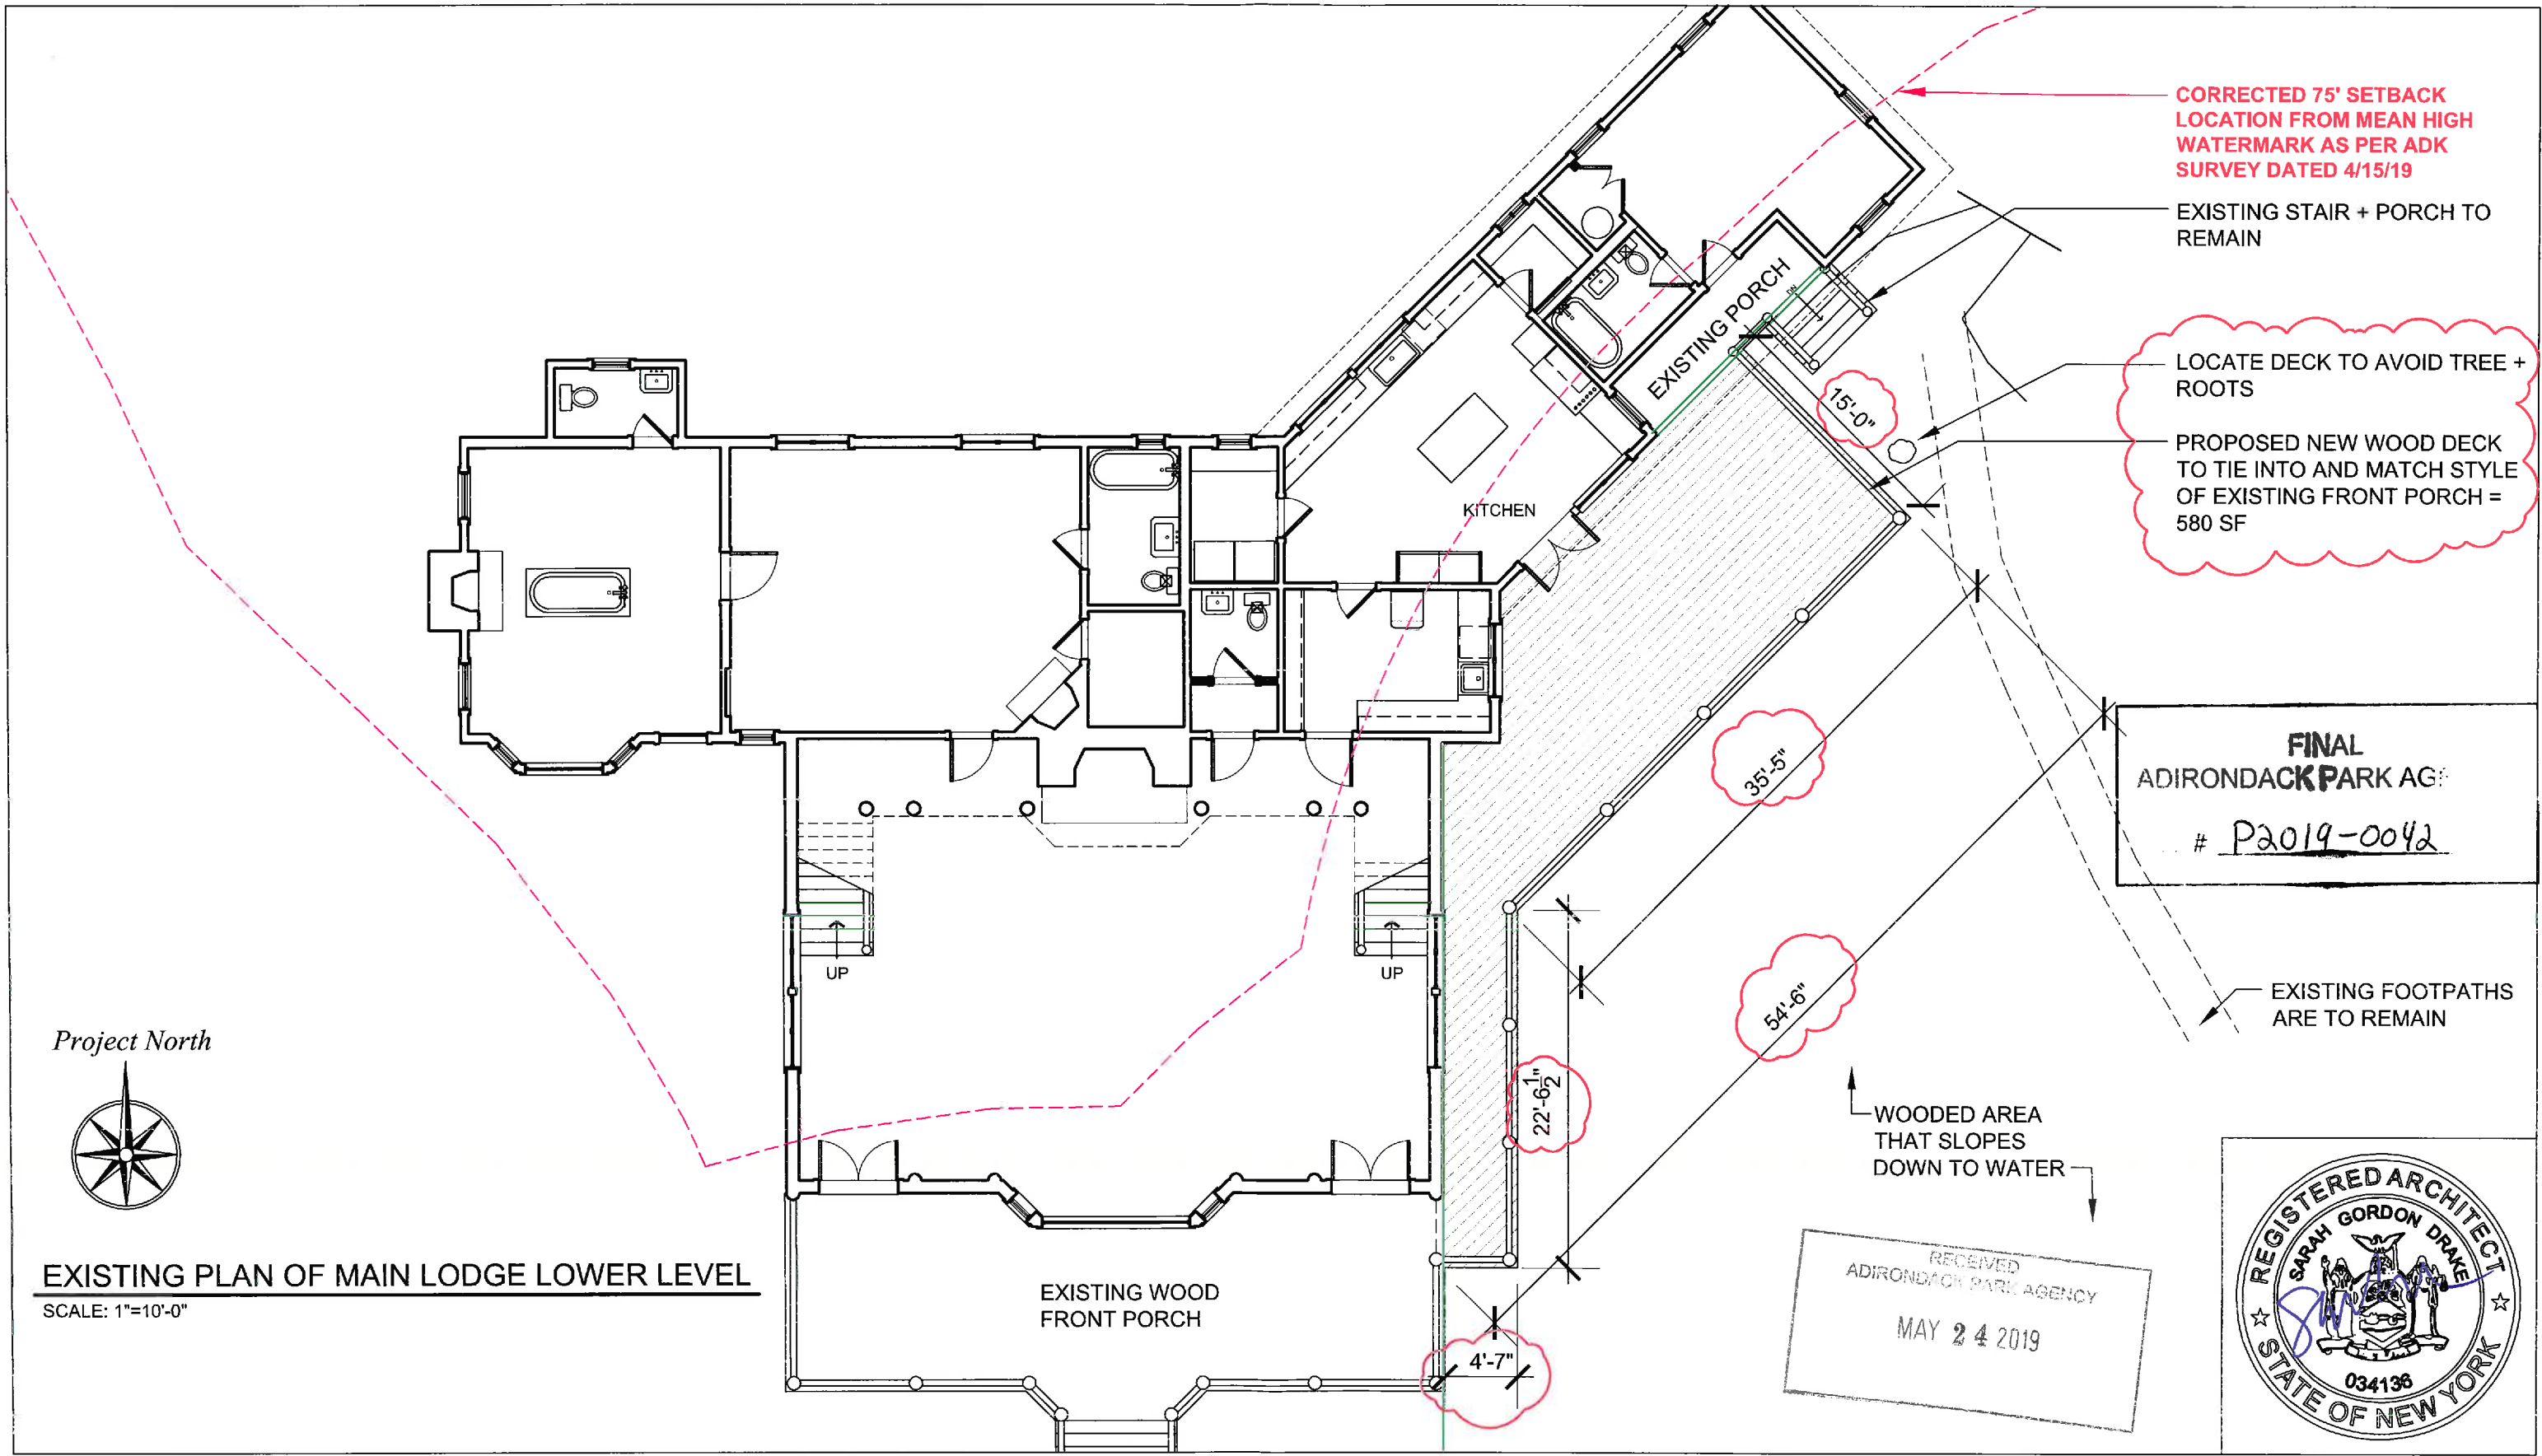 CORRECTED 75' SETBACK
LOCATION FROM MEAN HIGH
WATERMARK AS PER ADK
SURVEY DATED 4/15/19
EXISTING STAIR + PORCH TO
REMAIN
LOCATE DECK TO AVOID TREE +
ROOTS
PROPOSED NEW WOOD DECK
TO TIE INTO AND MATCH STYLE
OF EXISTING FRONT PORCH =
580 SF
EXISTING PORCH
DN
15'-0"
KITCHEN
35'-5"
54'-6"
22'-6 1/2"
4'-7"
UP
UP
FINAL
ADIRONDACK PARK AG
# P2019-0042
EXISTING FOOTPATHS
ARE TO REMAIN
WOODED AREA
THAT SLOPES
DOWN TO WATER
Project North
EXISTING PLAN OF MAIN LODGE LOWER LEVEL
SCALE: 1"=10'-0"
EXISTING WOOD
FRONT PORCH
RECEIVED
ADIRONDACK PARK AGENCY
MAY 24 2019
REGISTERED ARCHITECT
SARAH GORDON DRAKE
034136
STATE OF NEW YORK